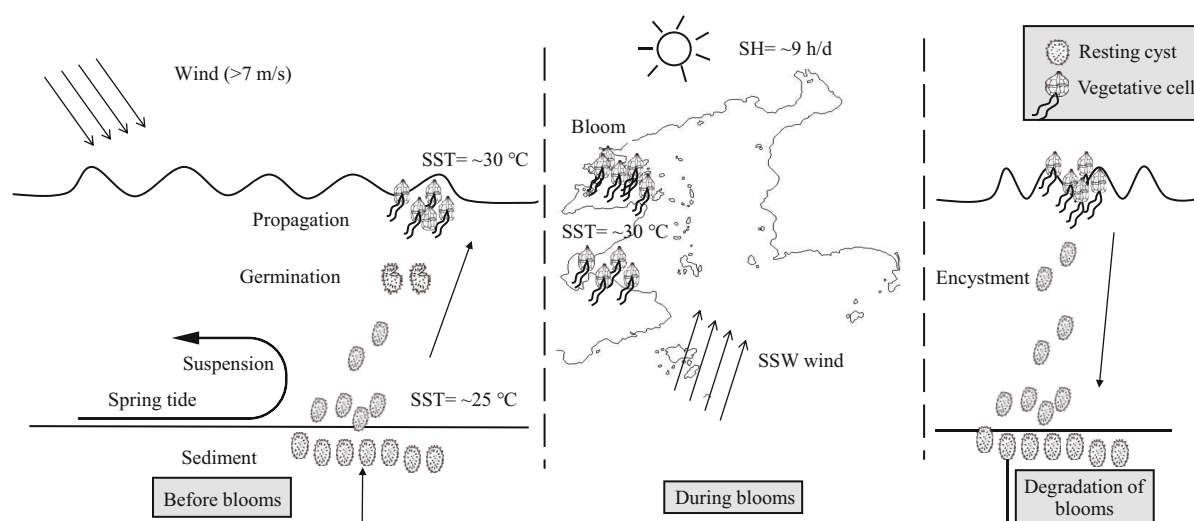 Wind (>7 m/s)
SST= ~30 °C
Propagation
Germination
Suspension
Spring tide
SST= ~25 °C
Sediment
Before blooms
SH= ~9 h/d
Bloom
SST= ~30 °C
SSW wind
During blooms
Resting cyst
Vegetative cell
Encystment
Degradation of
blooms